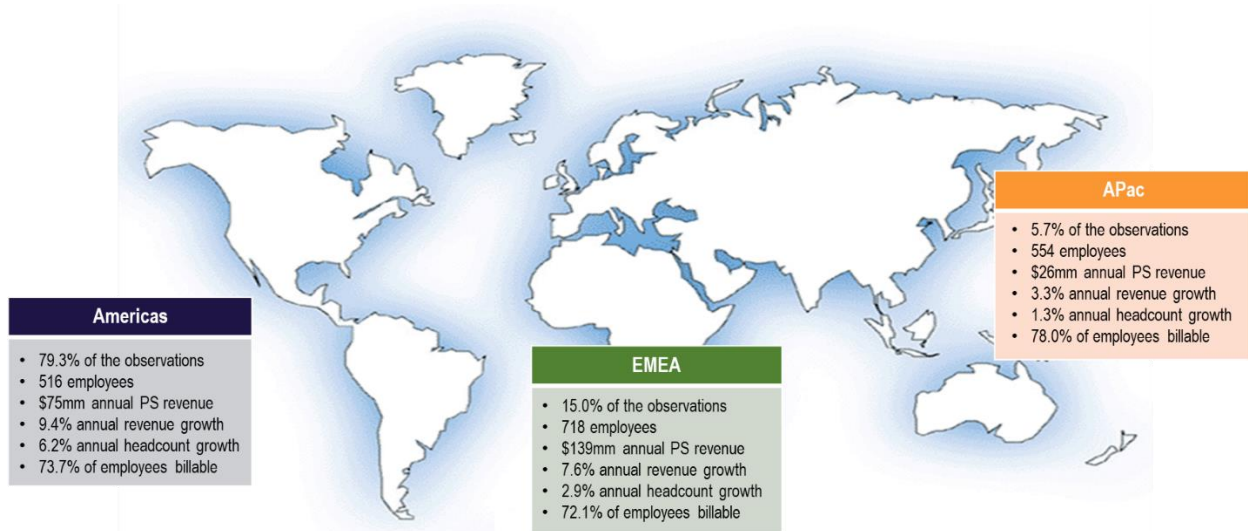 Americas
• 79.3% of the observations
• 516 employees
• $75mm annual PS revenue
• 9.4% annual revenue growth
• 6.2% annual headcount growth
• 73.7% of employees billable
EMEA
• 15.0% of the observations
• 718 employees
• $139mm annual PS revenue
• 7.6% annual revenue growth
• 2.9% annual headcount growth
• 72.1% of employees billable
APac
• 5.7% of the observations
• 554 employees
• $26mm annual PS revenue
• 3.3% annual revenue growth
• 1.3% annual headcount growth
• 78.0% of employees billable